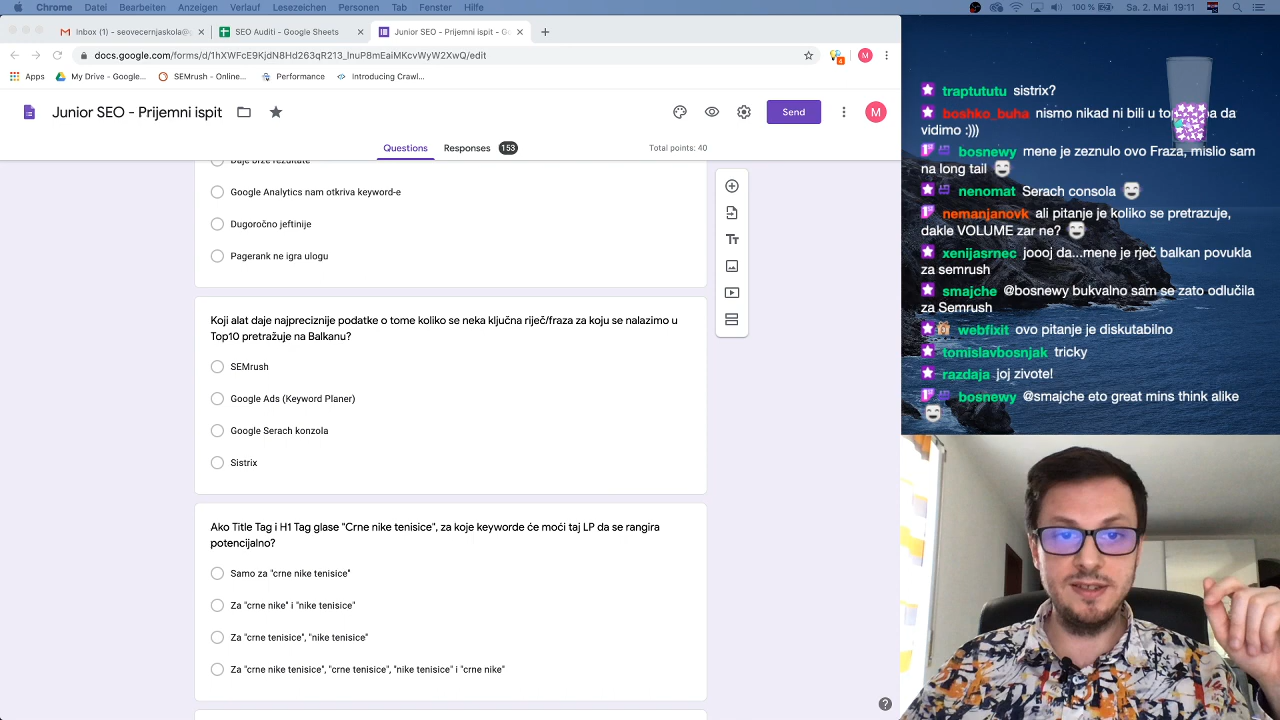 Chrome Datei Bearbeiten Anzeigen Verlauf Lesezeichen Personen Tab Fenster Hilfe
100 % Sa. 2. Mai 19:11
Inbox (1) - seovecernjaskola@g
SEO Auditi - Google Sheets
Junior SEO - Prijemni ispit - Go
docs.google.com/forms/d/1hXWFcE9KjdN8Hd263qR213_lnuP8mEaiMKcvWyW2XwQ/edit
4
M
Apps
My Drive - Google...
SEMrush - Online...
Performance
Introducing Crawl...
Junior SEO - Prijemni ispit
Send
M
Questions
Responses 153
Total points: 40
Daje brze rezultate
Google Analytics nam otkriva keyword-e
Dugoročno jeftinije
Pagerank ne igra ulogu
Koji alat daje najpreciznije podatke o tome koliko se neka ključna riječ/fraza za koju se nalazimo u
Top10 pretražuje na Balkanu?
SEMrush
Google Ads (Keyword Planer)
Google Serach konzola
Sistrix
Ako Title Tag i H1 Tag glase "Crne nike tenisice", za koje keyworde će moći taj LP da se rangira
potencijalno?
Samo za "crne nike tenisice"
Za "crne nike" i "nike tenisice"
Za "crne tenisice", "nike tenisice"
Za "crne nike tenisice", "crne tenisice", "nike tenisice" i "crne nike"
traptututu sistrix?
boshko_buha nismo nikad ni bili u to da
vidimo :)))
bosnewy mene je zeznulo ovo Fraza, mislio sam
na long tail
nenomat Serach consola
nemanjanovk ali pitanje je koliko se pretrazuje,
dakle VOLUME zar ne?
xenijasrnec joooj da...mene je rječ balkan povukla
za semrush
smajche @bosnewy bukvalno sam se zato odlučila
za Semrush
webfixit ovo pitanje je diskutabilno
tomislavbosnjak tricky
razdaja joj zivote!
bosnewy @smajche eto great mins think alike